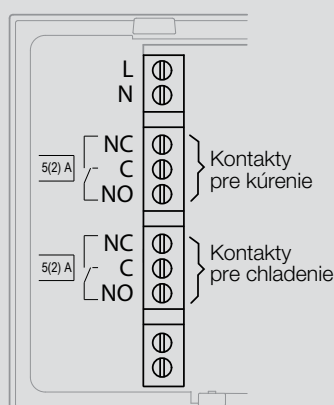 L
N
NC
5(2) A
C
NO
Kontakty
pre kúrenie
NC
5(2) A
C
NO
Kontakty
pre chladenie